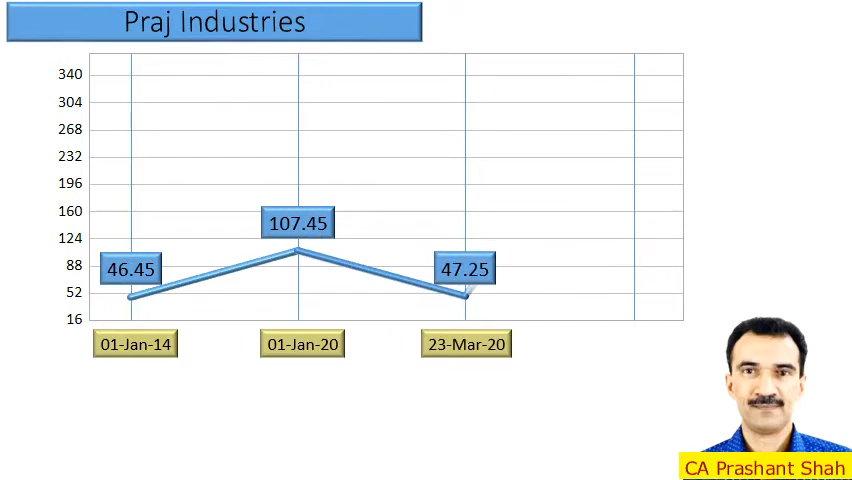 Praj Industries
340
304
268
232
196
160
124
88
52
16
107.45
46.45
47.25
01-Jan-14
01-Jan-20
23-Mar-20
CA Prashant Shah